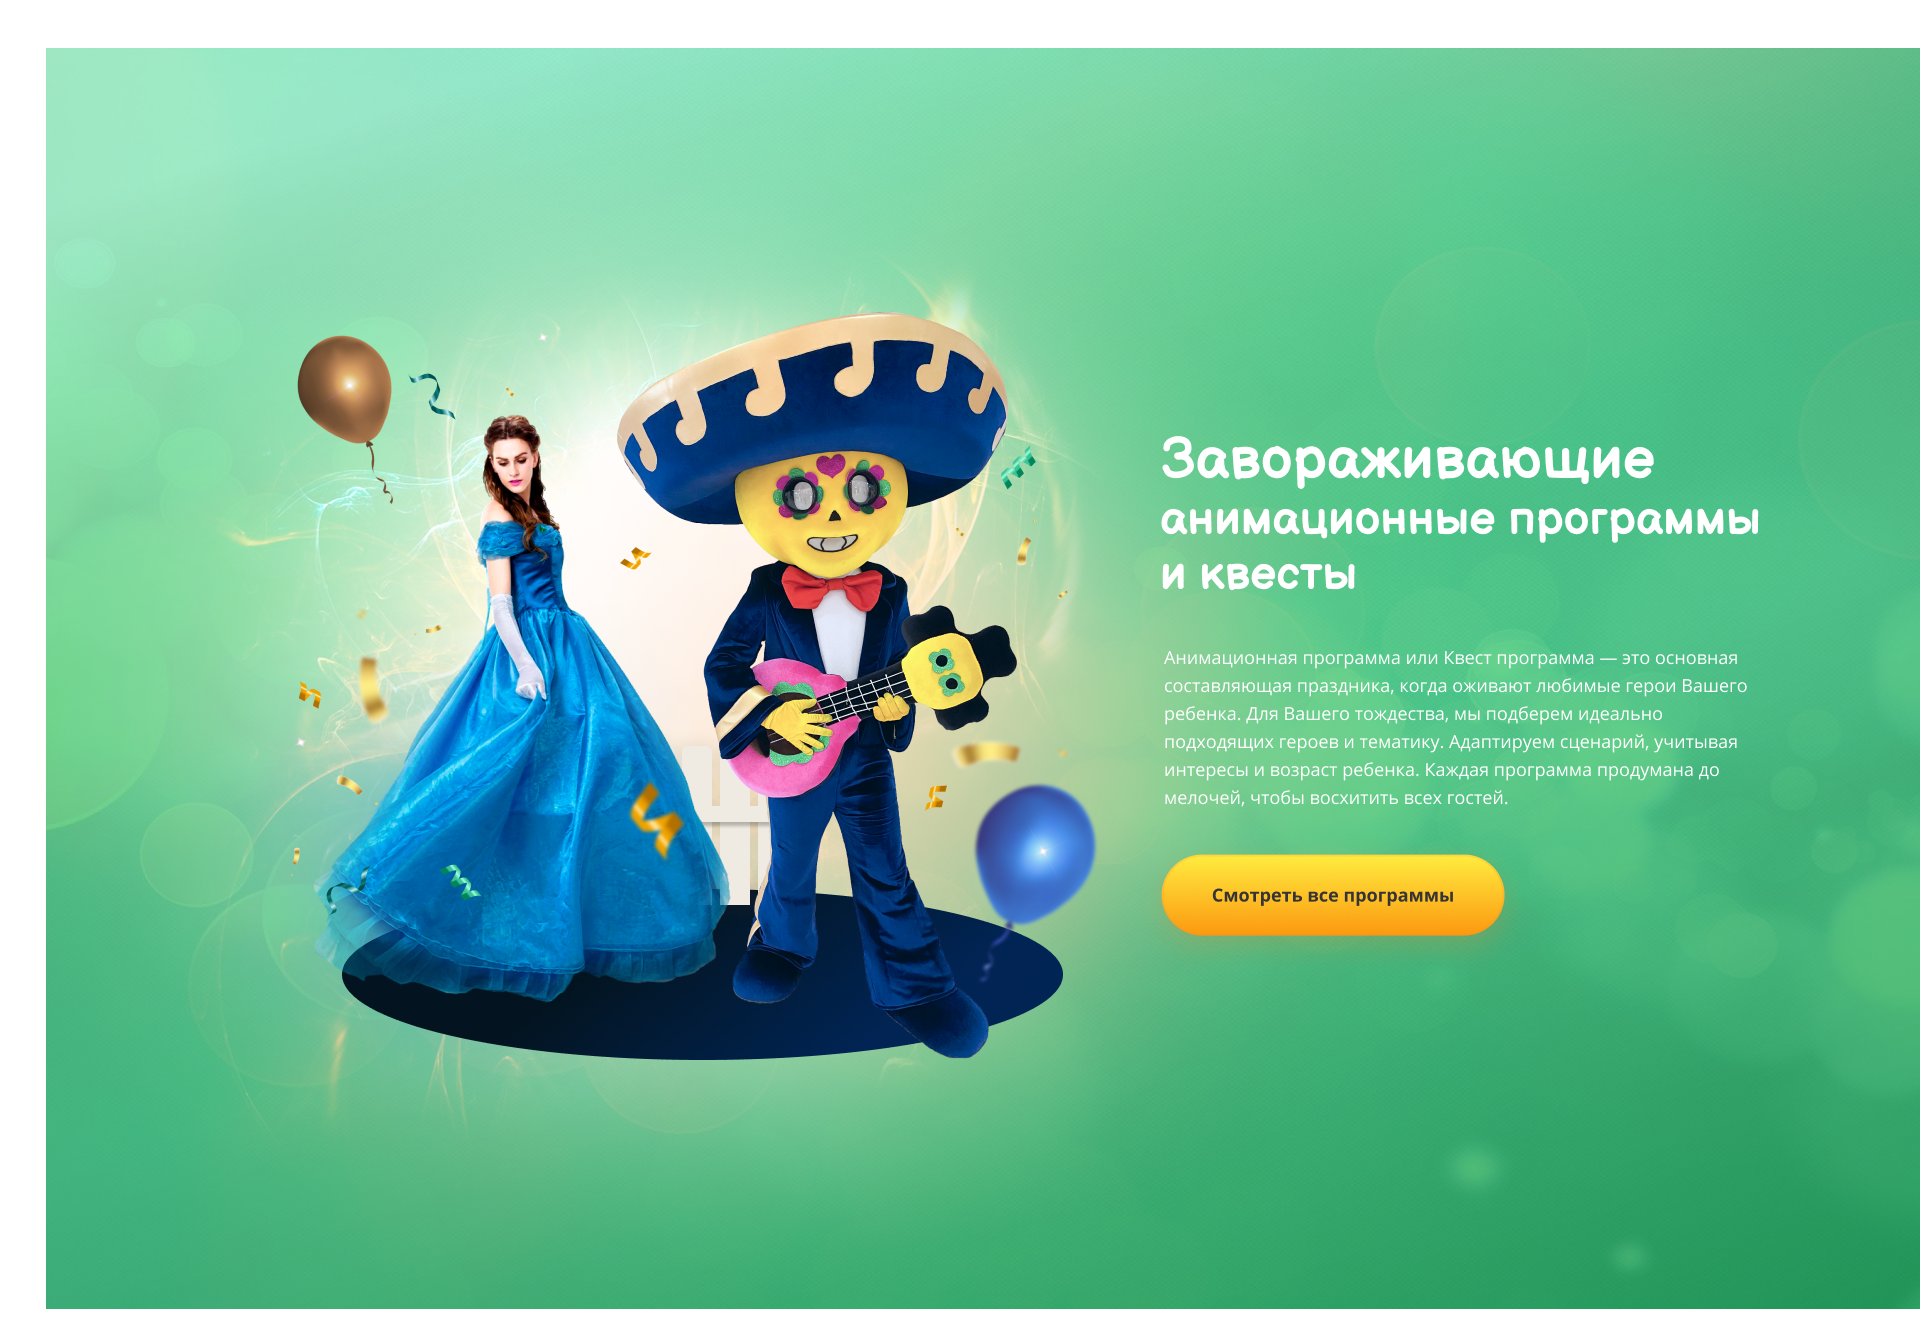 Завораживающие
анимационные программы
и квесты
Анимационная программа или Квест программа — это основная
составляющая праздника, когда оживают любимые герои Вашего
ребенка. Для Вашего тождества, мы подберем идеально
подходящих героев и тематику. Адаптируем сценарий, учитывая
интересы и возраст ребенка. Каждая программа продумана до
мелочей, чтобы восхитить всех гостей.
Смотреть все программы